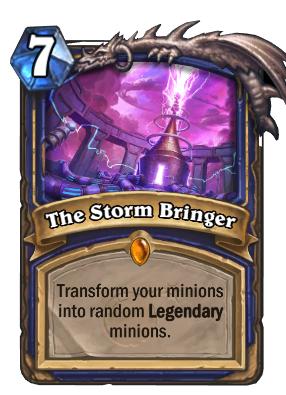 7
The Storm Bringer
Transform your minions
into random Legendary
minions.